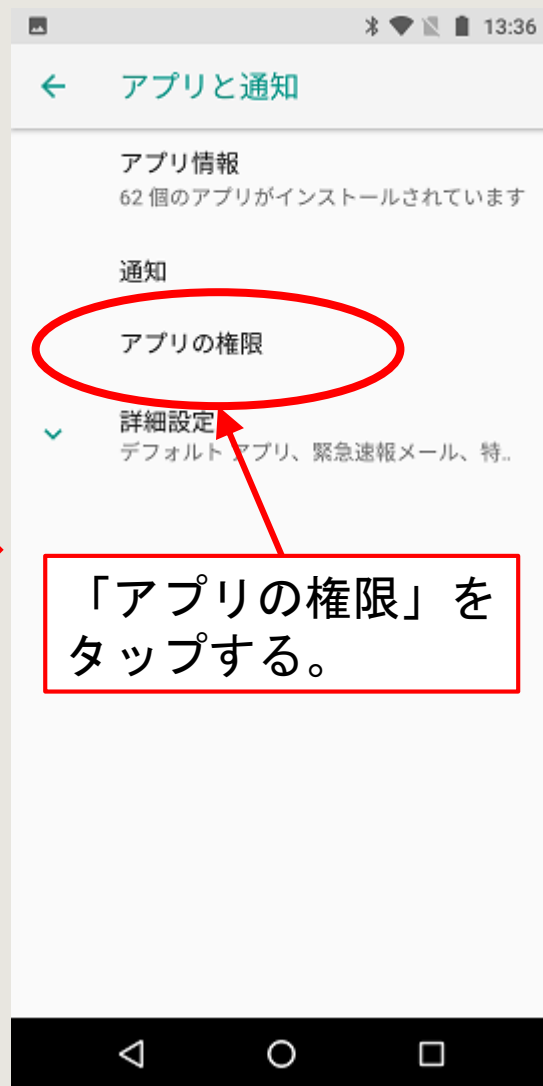 13:36
アプリと通知
アプリ情報
62 個のアプリがインストールされています
通知
アプリの権限
詳細設定
デフォルト アプリ、緊急速報メール、特..
「アプリの権限」を
タップする。